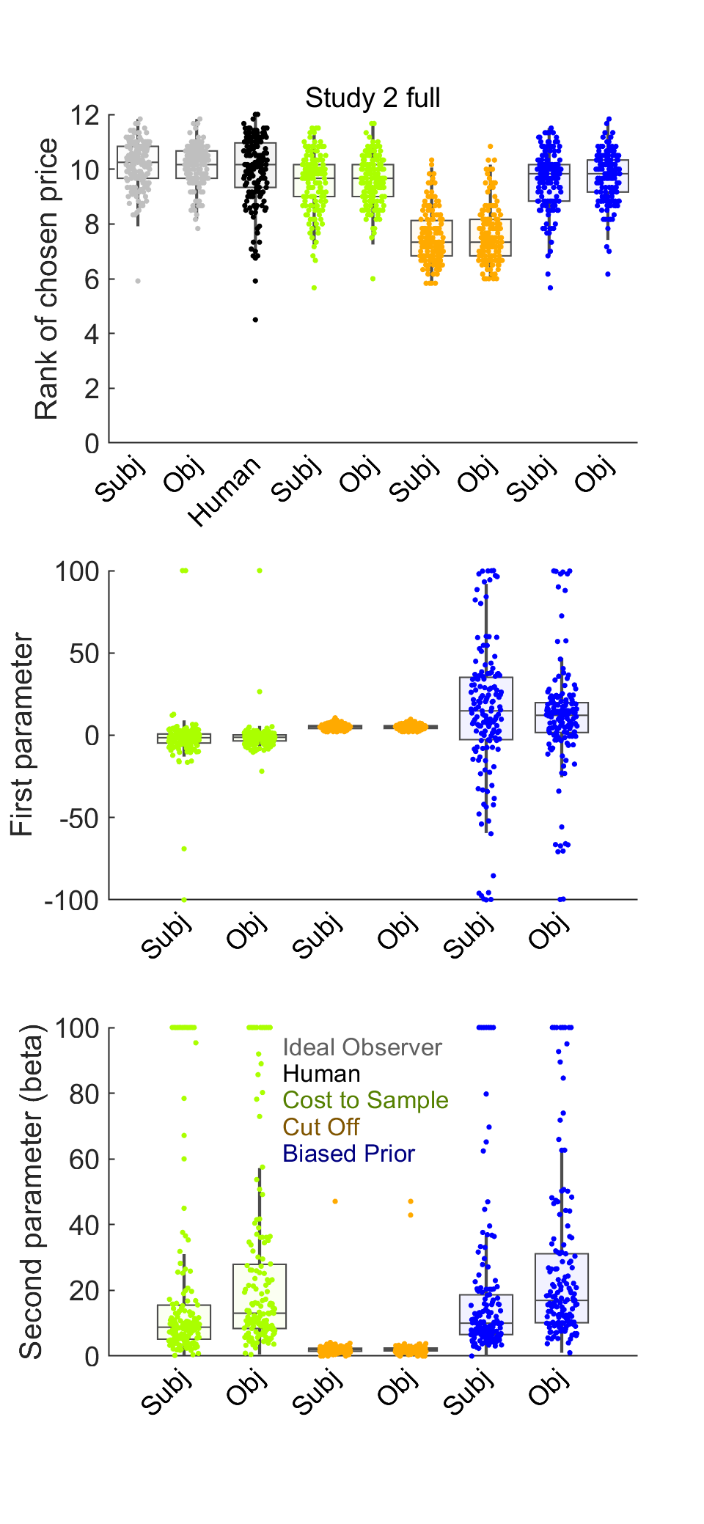 Study 2 full
Rank of chosen price
12
10
8
6
4
2
0
Subj
Obj
Human
Subj
Obj
Subj
Obj
Subj
Obj
First parameter
100
50
0
-50
-100
Subj
Obj
Subj
Obj
Subj
Obj
Second parameter (beta)
100
80
60
40
20
0
Ideal Observer
Human
Cost to Sample
Cut Off
Biased Prior
Subj
Obj
Subj
Obj
Subj
Obj